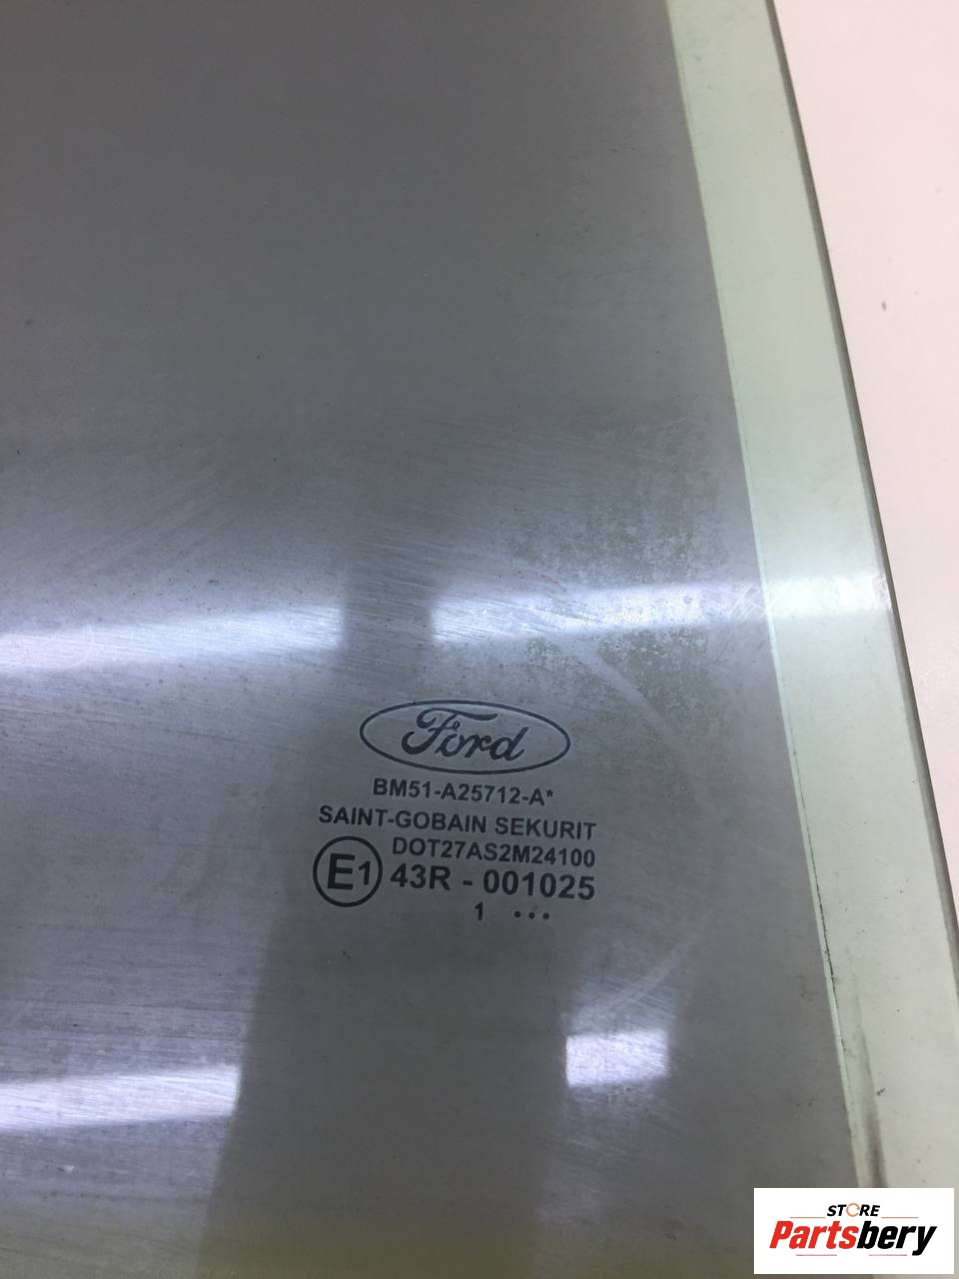 Ford
BM51-A25712-A*
SAINT-GOBAIN SEKURIT
DOT27AS2M24100
E1 43R - 001025
1 ...
STORE
Partsbery